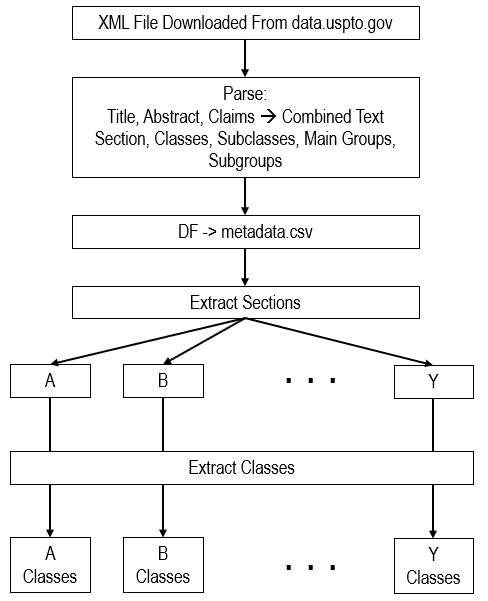 XML File Downloaded From data.uspto.gov
Parse:
Title, Abstract, Claims → Combined Text
Section, Classes, Subclasses, Main Groups,
Subgroups
DF -> metadata.csv
Extract Sections
A
B
. . .
Y
Extract Classes
A
Classes
B
Classes
. . .
Y
Classes